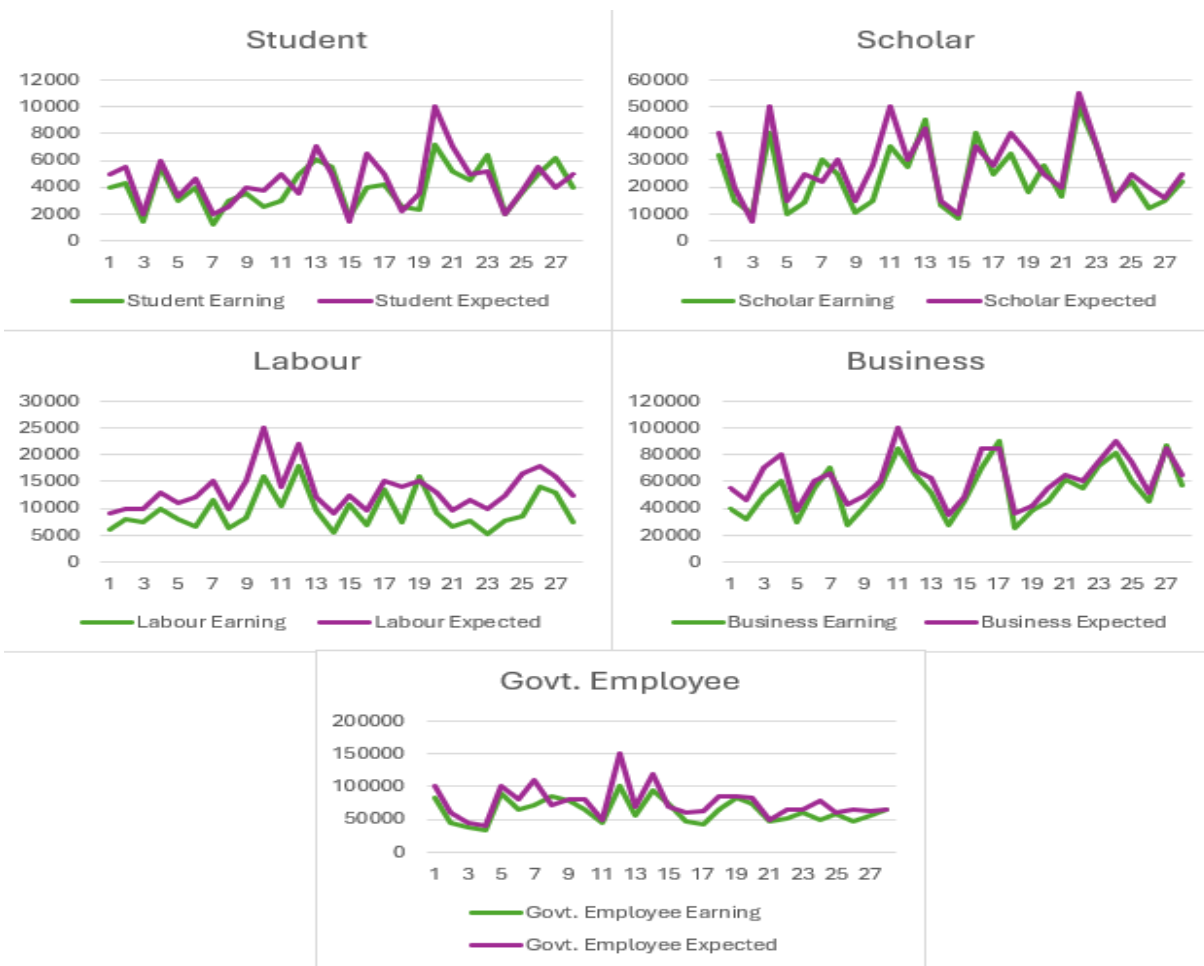 Student
12000
10000
8000
6000
4000
2000
0
1 3 5 7 9 11 13 15 17 19 21 23 25 27
Student Earning Student Expected
Scholar
60000
50000
40000
30000
20000
10000
0
1 3 5 7 9 11 13 15 17 19 21 23 25 27
Scholar Earning Scholar Expected
Labour
30000
25000
20000
15000
10000
5000
0
1 3 5 7 9 11 13 15 17 19 21 23 25 27
Labour Earning Labour Expected
Business
120000
100000
80000
60000
40000
20000
0
1 3 5 7 9 11 13 15 17 19 21 23 25 27
Business Earning Business Expected
Govt. Employee
200000
150000
100000
50000
0
1 3 5 7 9 11 13 15 17 19 21 23 25 27
Govt. Employee Earning
Govt. Employee Expected